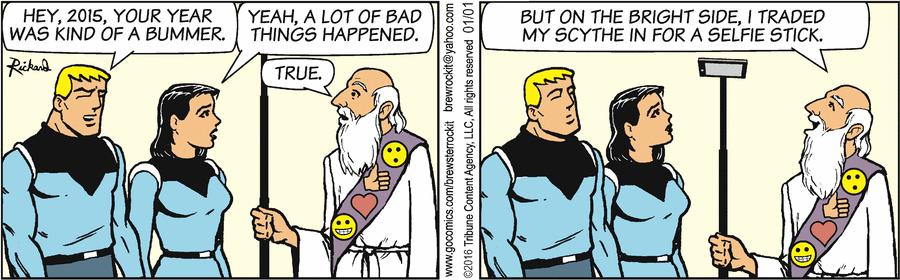 HEY, 2015, YOUR YEAR
WAS KIND OF A BUMMER.
YEAH, A LOT OF BAD
THINGS HAPPENED.
Rickard
TRUE.
www.gocomics.com/brewsterrockit brewrockit@yahoo.com
©2016 Tribune Content Agency, LLC, All rights reserved 01/01
BUT ON THE BRIGHT SIDE, I TRADED
MY SCYTHE IN FOR A SELFIE STICK.